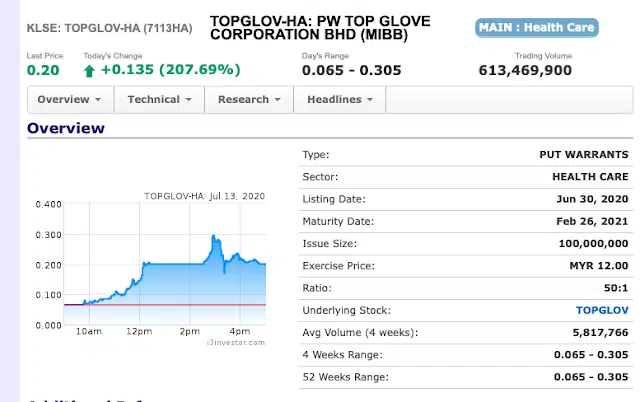 KLSE: TOPGLOV-HA (7113HA)
TOPGLOV-HA: PW TOP GLOVE
CORPORATION BHD (MIBB)
MAIN : Health Care
Last Price
Today's Change
Day's Range
Trading Volume
0.20
+0.135 (207.69%)
0.065 - 0.305
613,469,900
Overview
Technical
Research
Headlines
Overview
TOPGLOV-HA: Jul 13, 2020
0.400
0.300
0.200
0.100
0.000
10am
12pm
2pm
4pm
i3investor.com
Type: PUT WARRANTS
Sector: HEALTH CARE
Listing Date: Jun 30, 2020
Maturity Date: Feb 26, 2021
Issue Size: 100,000,000
Exercise Price: MYR 12.00
Ratio: 50:1
Underlying Stock: TOPGLOV
Avg Volume (4 weeks): 5,817,766
4 Weeks Range: 0.065 - 0.305
52 Weeks Range: 0.065 - 0.305